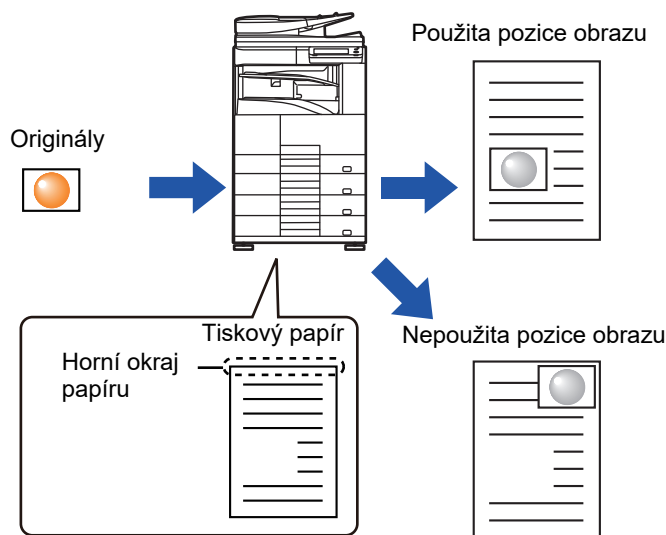 Použita pozice obrazu
Originály
Tiskový papír
Horní okraj
papíru
Nepoužita pozice obrazu